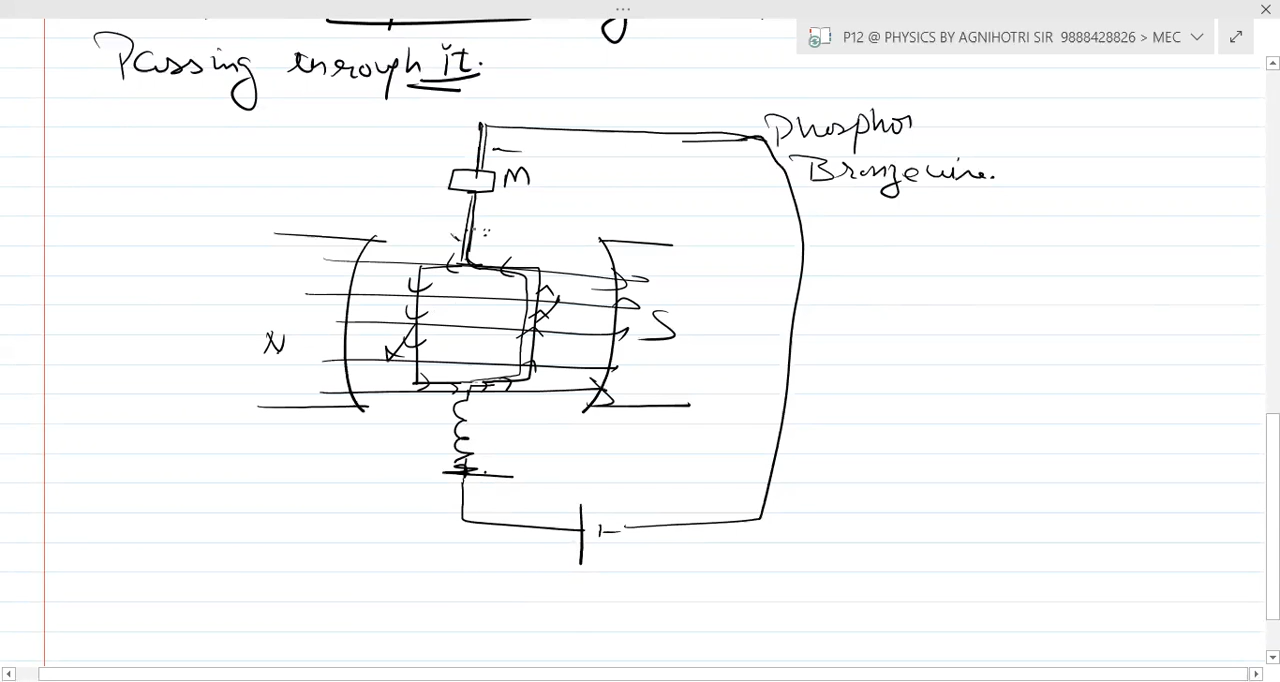 P12 @ PHYSICS BY AGNIHOTRI SIR 9888428826 > MEC
Passing through it.
Phosphor
Bronze wire.
M
N
S